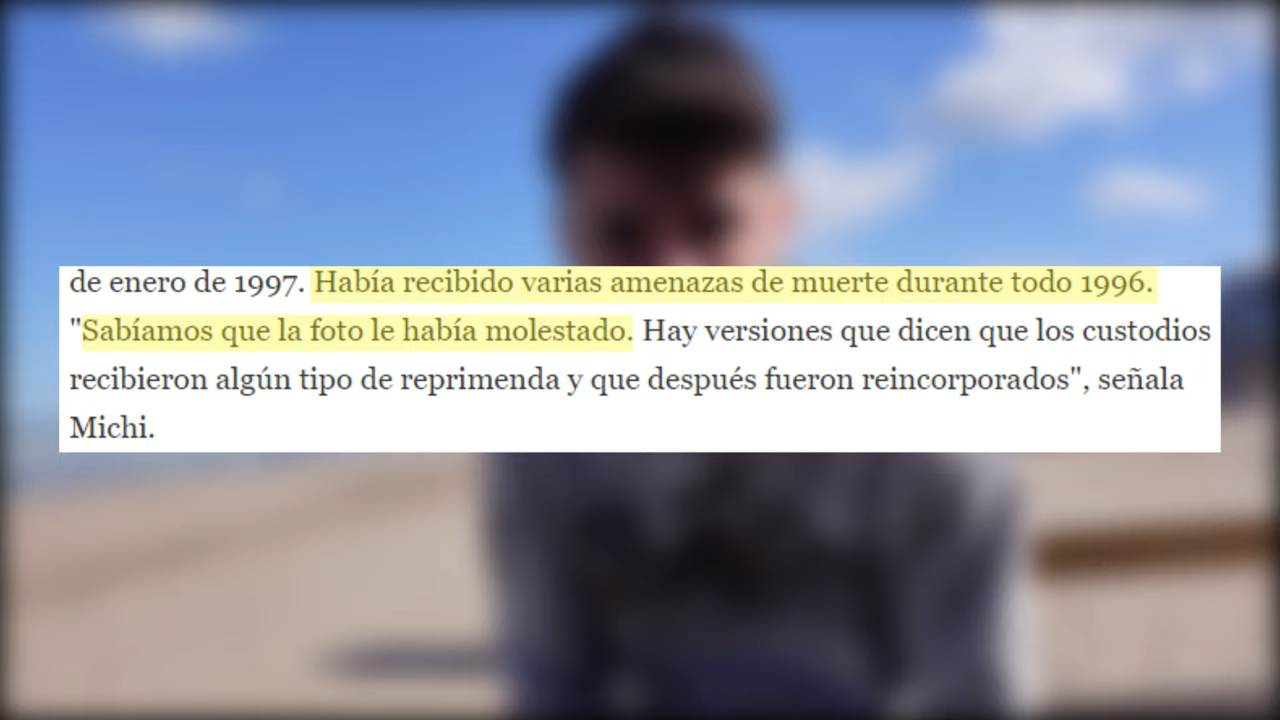 de enero de 1997. Había recibido varias amenazas de muerte durante todo 1996.
"Sabíamos que la foto le había molestado. Hay versiones que dicen que los custodios
recibieron algún tipo de reprimenda y que después fueron reincorporados", señala
Michi.